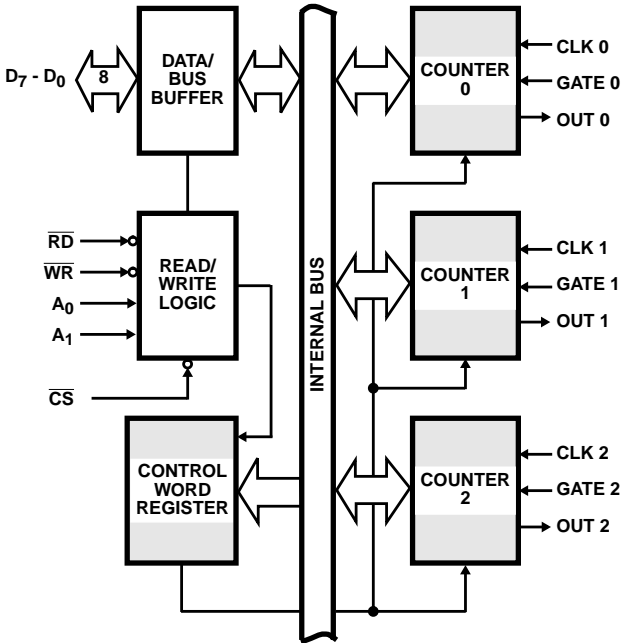 D7 - D0
8
DATA/
BUS
BUFFER
RD
WR
A0
A1
CS
READ/
WRITE
LOGIC
CONTROL
WORD
REGISTER
INTERNAL BUS
COUNTER
0
CLK 0
GATE 0
OUT 0
COUNTER
1
CLK 1
GATE 1
OUT 1
COUNTER
2
CLK 2
GATE 2
OUT 2